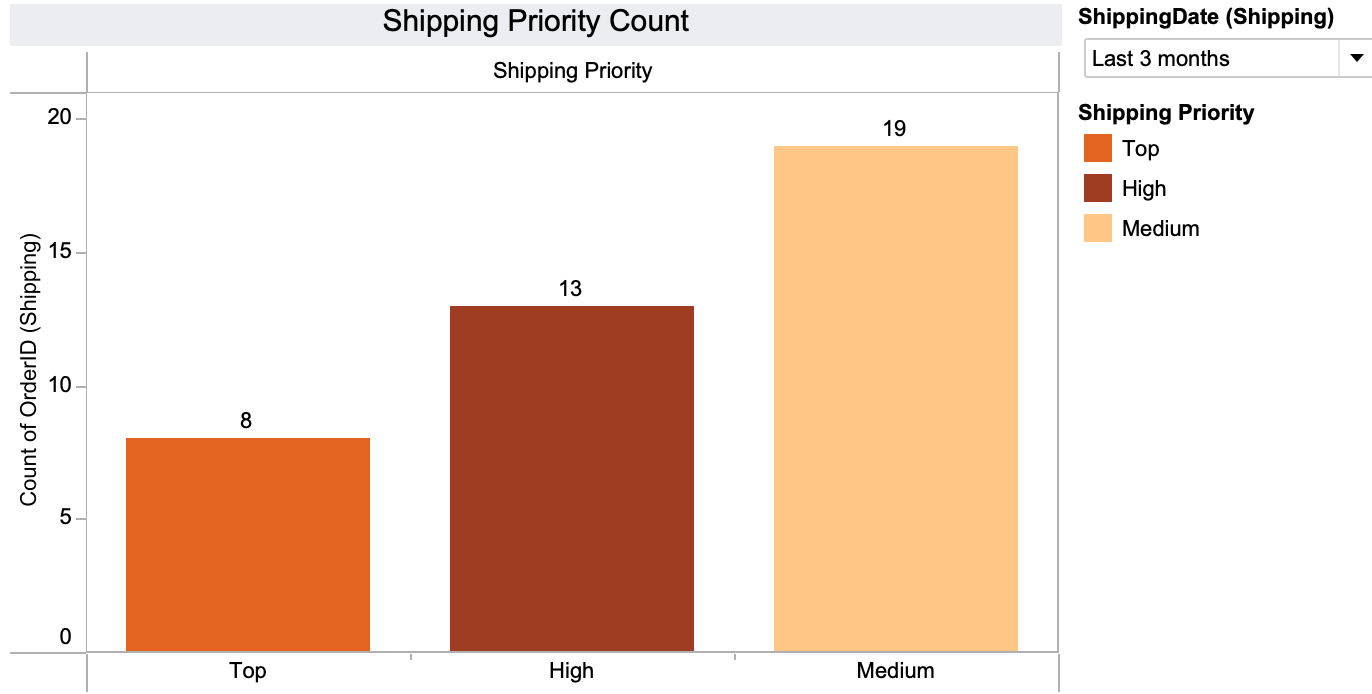 Shipping Priority Count
Shipping Priority
Count of OrderID (Shipping)
20
15
10
5
0
8
13
19
Top
High
Medium
ShippingDate (Shipping)
Last 3 months
Shipping Priority
Top
High
Medium